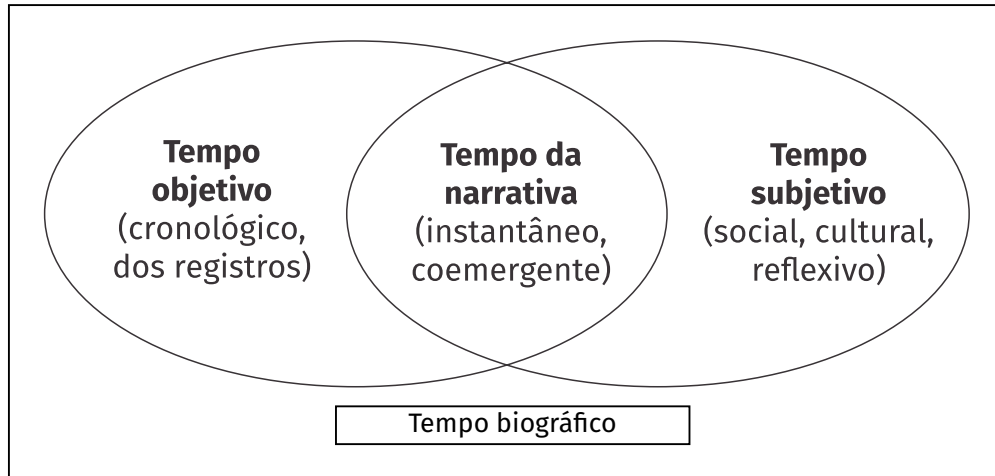 Tempo
objetivo
(cronológico,
dos registros)
Tempo da
narrativa
(instantâneo,
coemergente)
Tempo
subjetivo
(social, cultural,
reflexivo)
Tempo biográfico